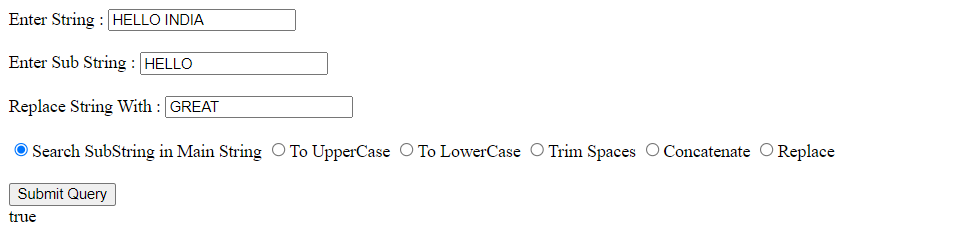 Enter String : HELLO INDIA
Enter Sub String : HELLO
Replace String With : GREAT
Search SubString in Main String To UpperCase To LowerCase Trim Spaces Concatenate Replace
Submit Query
true